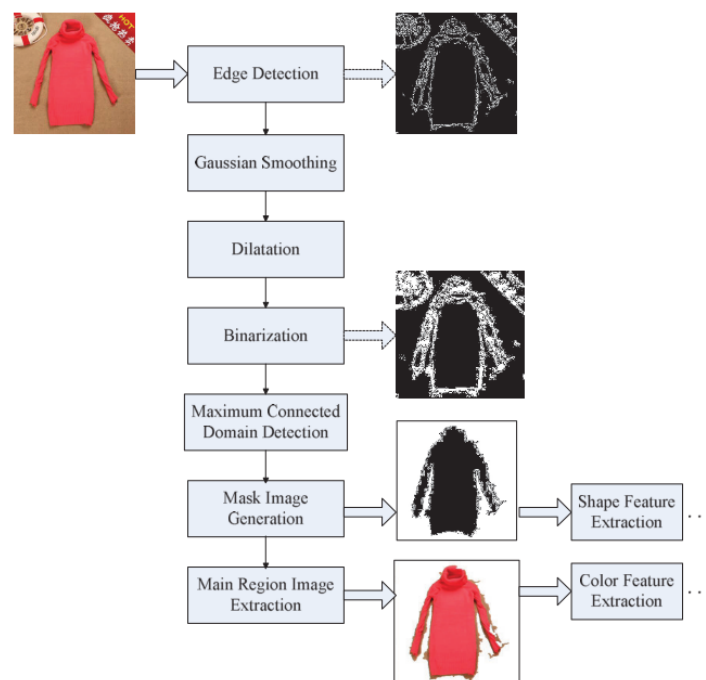 HOT
Edge Detection
Gaussian Smoothing
Dilatation
Binarization
Maximum Connected
Domain Detection
Mask Image
Generation
Shape Feature
Extraction
. .
Main Region Image
Extraction
Color Feature
Extraction
. .